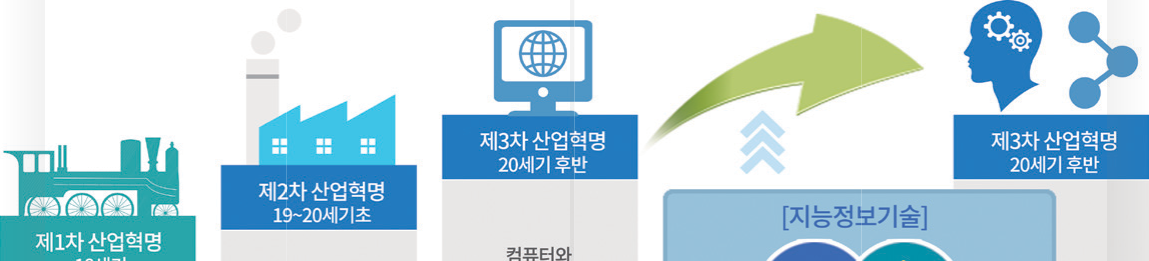 제1차 산업혁명
제2차 산업혁명
19~20세기초
제3차 산업혁명
20세기 후반
컴퓨터와
[지능정보기술]
제3차 산업혁명
20세기 후반